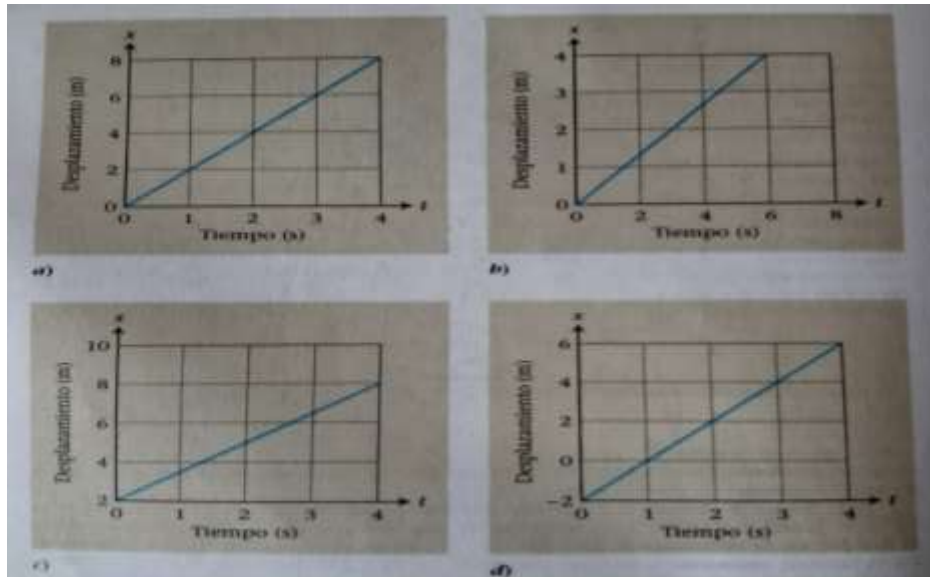 x
8
6
4
2
0
Desplazamiento (m)
0 1 2 3 4 t
Tiempo (s)
a)
x
4
3
2
1
0
Desplazamiento (m)
0 2 4 6 8 t
Tiempo (s)
b)
x
10
8
6
4
2
Desplazamiento (m)
0 1 2 3 4 t
Tiempo (s)
c)
x
6
4
2
0
−2
Desplazamiento (m)
0 1 2 3 4 t
Tiempo (s)
d)